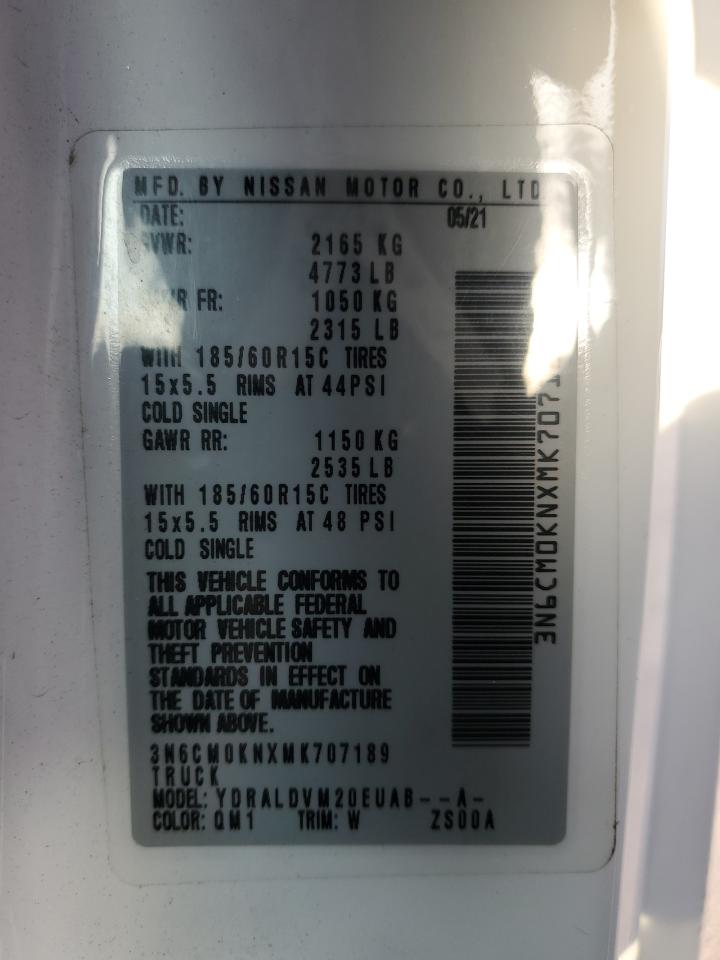 MFD. BY NISSAN MOTOR CO., LTD
DATE: 05/21
GVWR: 2165 KG
4773 LB
GAWR FR: 1050 KG
2315 LB
WITH 185/60R15C TIRES
15x5.5 RIMS AT 44PSI
COLD SINGLE
GAWR RR: 1150 KG
2535 LB
WITH 185/60R15C TIRES
15x5.5 RIMS AT 48 PSI
COLD SINGLE
THIS VEHICLE CONFORMS TO
ALL APPLICABLE FEDERAL
MOTOR VEHICLE SAFETY AND
THEFT PREVENTION
STANDARDS IN EFFECT ON
THE DATE OF MANUFACTURE
SHOWN ABOVE.
3N6CM0KNXMK707189
TRUCK
MODEL: YDRALDVM20EUAB--A-
COLOR: QM1 TRIM: W ZS00A
3N6CM0KNXMK7071